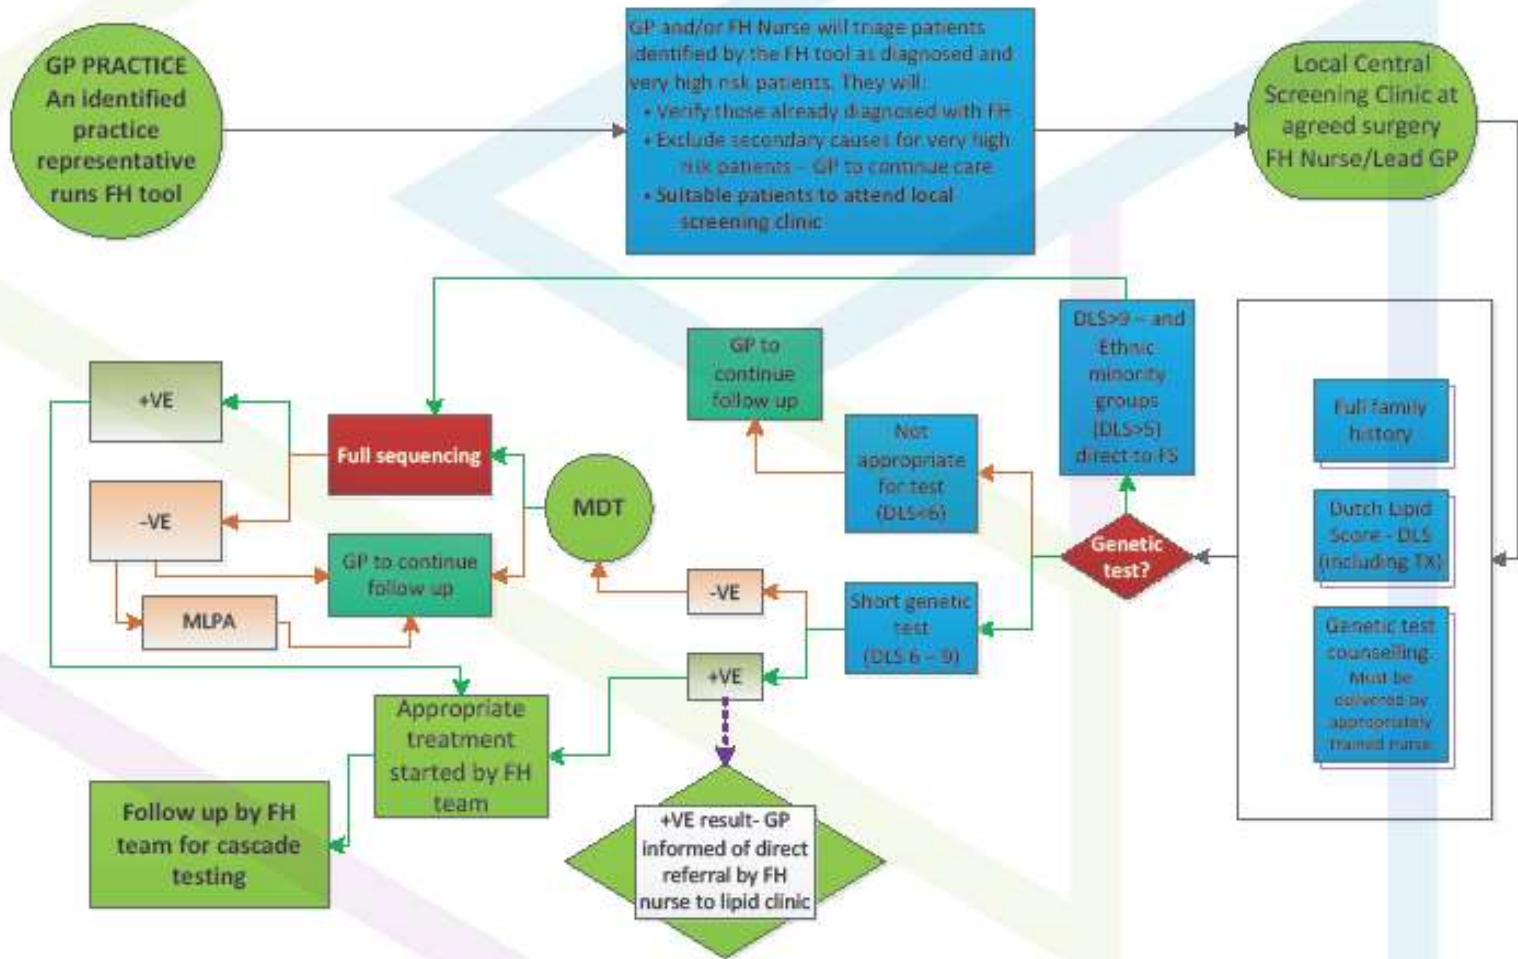 GP PRACTICE
An identified
practice
representative
runs FH tool
GP and/or FH Nurse will triage patients
identified by the FH tool as diagnosed and
very high risk patients. They will:
• Verify those already diagnosed with FH
• Exclude secondary causes for very high
risk patients – GP to continue care
• Suitable patients to attend local
screening clinic
Local Central
Screening Clinic at
agreed surgery
FH Nurse/Lead GP
Full family
history
Dutch Lipid
Score - DLS
(including TX)
Genetic test
counselling.
Must be
delivered by
appropriately
trained nurse
Genetic
test?
DLS>9 – and
Ethnic
minority
groups
(DLS>5)
direct to FS
GP to
continue
follow up
Not
appropriate
for test
(DLS<6)
Short genetic
test
(DLS 6 – 9)
-VE
+VE
MDT
Full sequencing
GP to continue
follow up
+VE
-VE
MLPA
Appropriate
treatment
started by FH
team
Follow up by FH
team for cascade
testing
+VE result- GP
informed of direct
referral by FH
nurse to lipid clinic